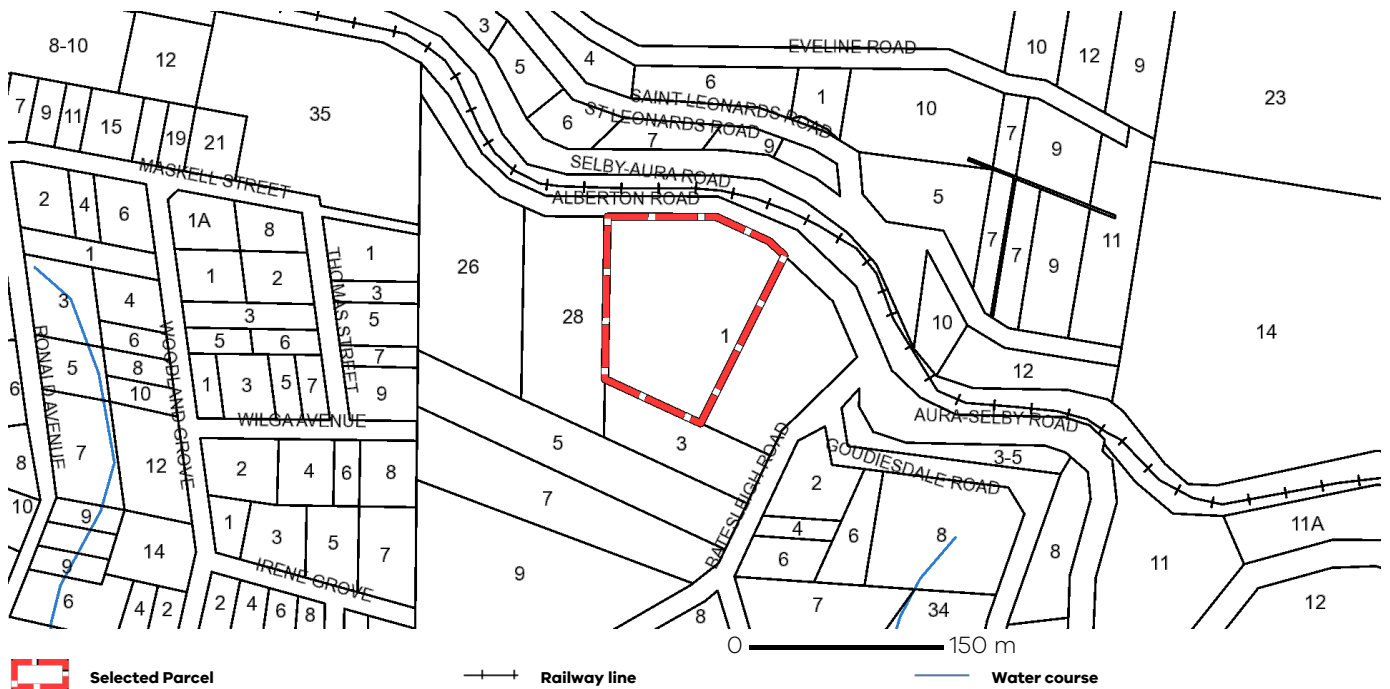 8-10 12 35 3 5 4 6 1 EVELINE ROAD 10 12 9 23
7 9 11 15 19 21 SAINT LEONARDS ROAD 10 7 9
MASKELL STREET 6 ST LEONARDS ROAD 7 9
SELBY-AURA ROAD
ALBERTON ROAD 5
2 4 6 1A 8 7 7 9 11
1 1 2 THOMAS STREET 1 26
3 4 3 3 5 28 1 10 14
RONALD AVENUE WOODLAND GROVE 6 5 6 7
5 8 1 3 5 7 9 12
6 10 WILGA AVENUE AURA-SELBY ROAD
8 7 12 2 4 6 8 5 3 BATESLEIGH ROAD GOUDIESDALE ROAD 3-5
10 9 1 3 5 7 7 2 4 6 6 8 8 11 11A
9 14 IRENE GROVE 9
6 4 2 2 4 6 8 8 7 34 12
0 150 m
Selected Parcel Railway line Water course